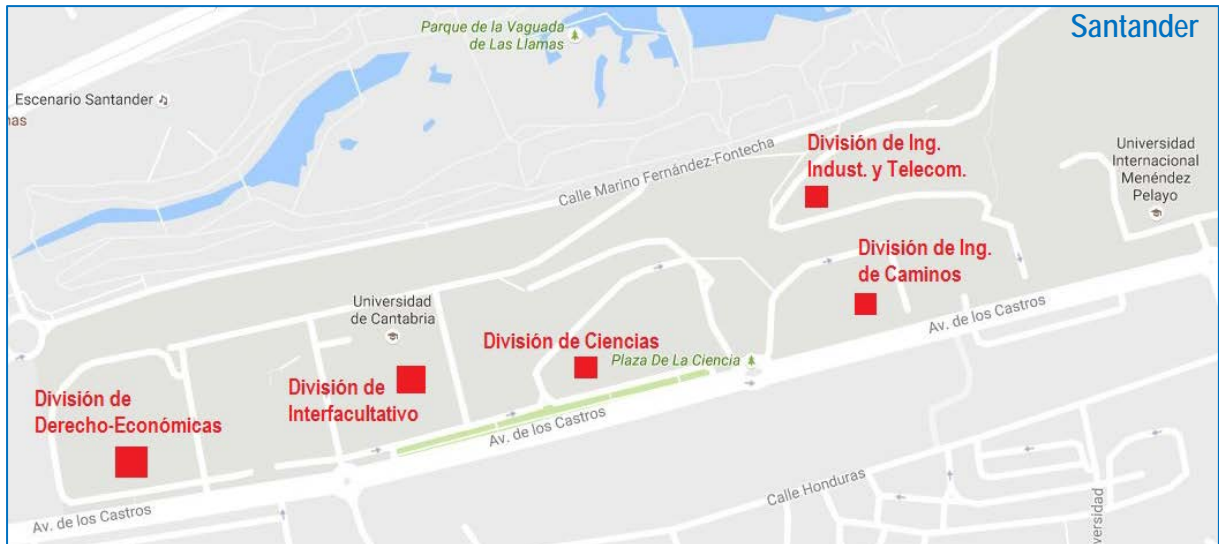 Santander
Parque de la Vaguada
de Las Llamas
Escenario Santander
nas
Calle Marino Fernández-Fontecha
División de Ing.
Indust. y Telecom.
Universidad
Internacional
Menéndez
Pelayo
División de Ing.
de Caminos
Universidad
de Cantabria
Av. de los Castros
División de Ciencias
Plaza De La Ciencia
División de
Interfacultativo
División de
Derecho-Económicas
Av. de los Castros
Calle Honduras
Av. de los Castros
versidad